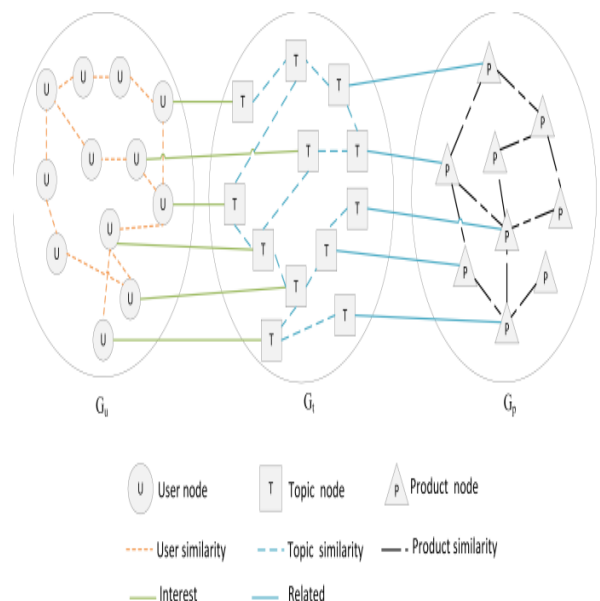 T P
U U T
U U T
P
U U T T P
P
U
U T T P
U P
U T T
P P
U T
T P
U T
Gu Gt Gp
U User node T Topic node P Product node
User similarity Topic similarity Product similarity
Interest Related